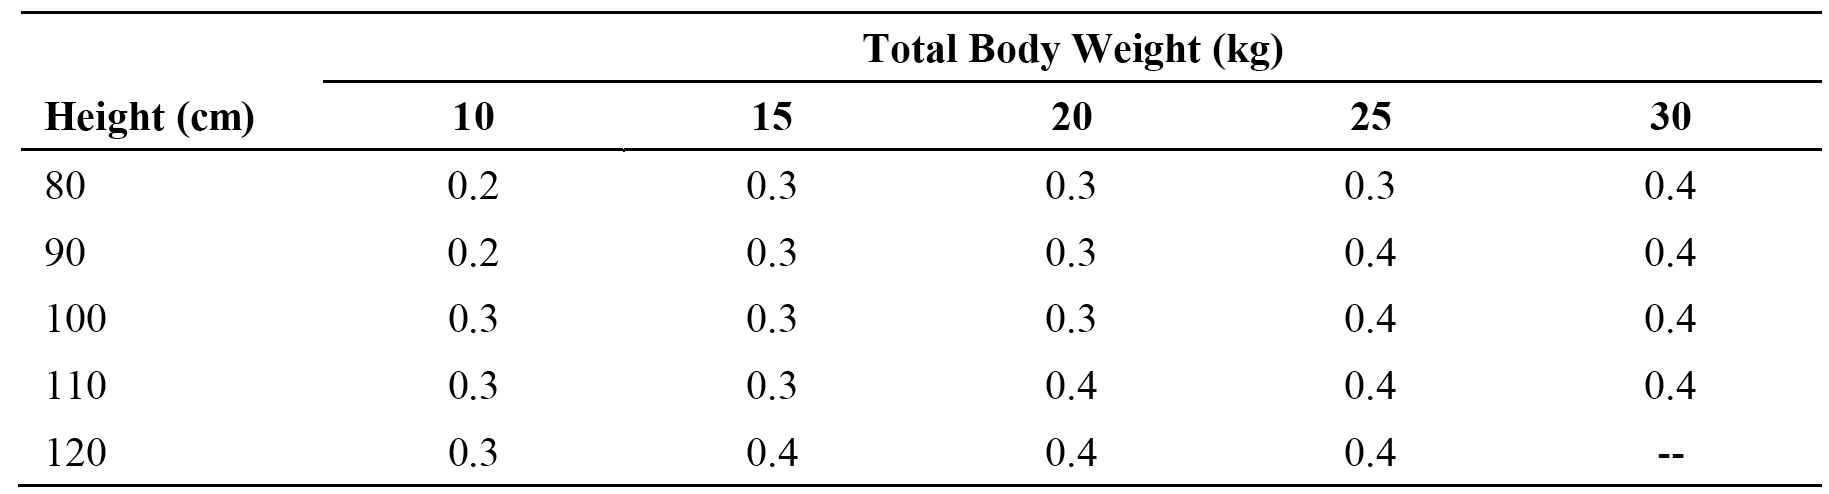 Total Body Weight (kg)
Height (cm) 10 15 20 25 30
80 0.2 0.3 0.3 0.3 0.4
90 0.2 0.3 0.3 0.4 0.4
100 0.3 0.3 0.3 0.4 0.4
110 0.3 0.3 0.4 0.4 0.4
120 0.3 0.4 0.4 0.4 --